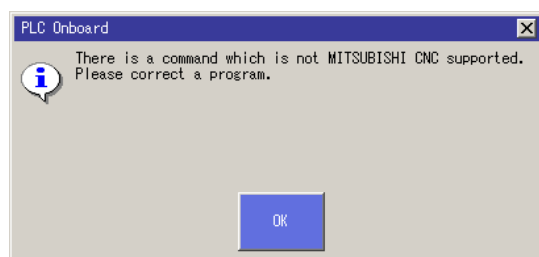 PLC Onboard
There is a command which is not MITSUBISHI CNC supported.
Please correct a program.
OK